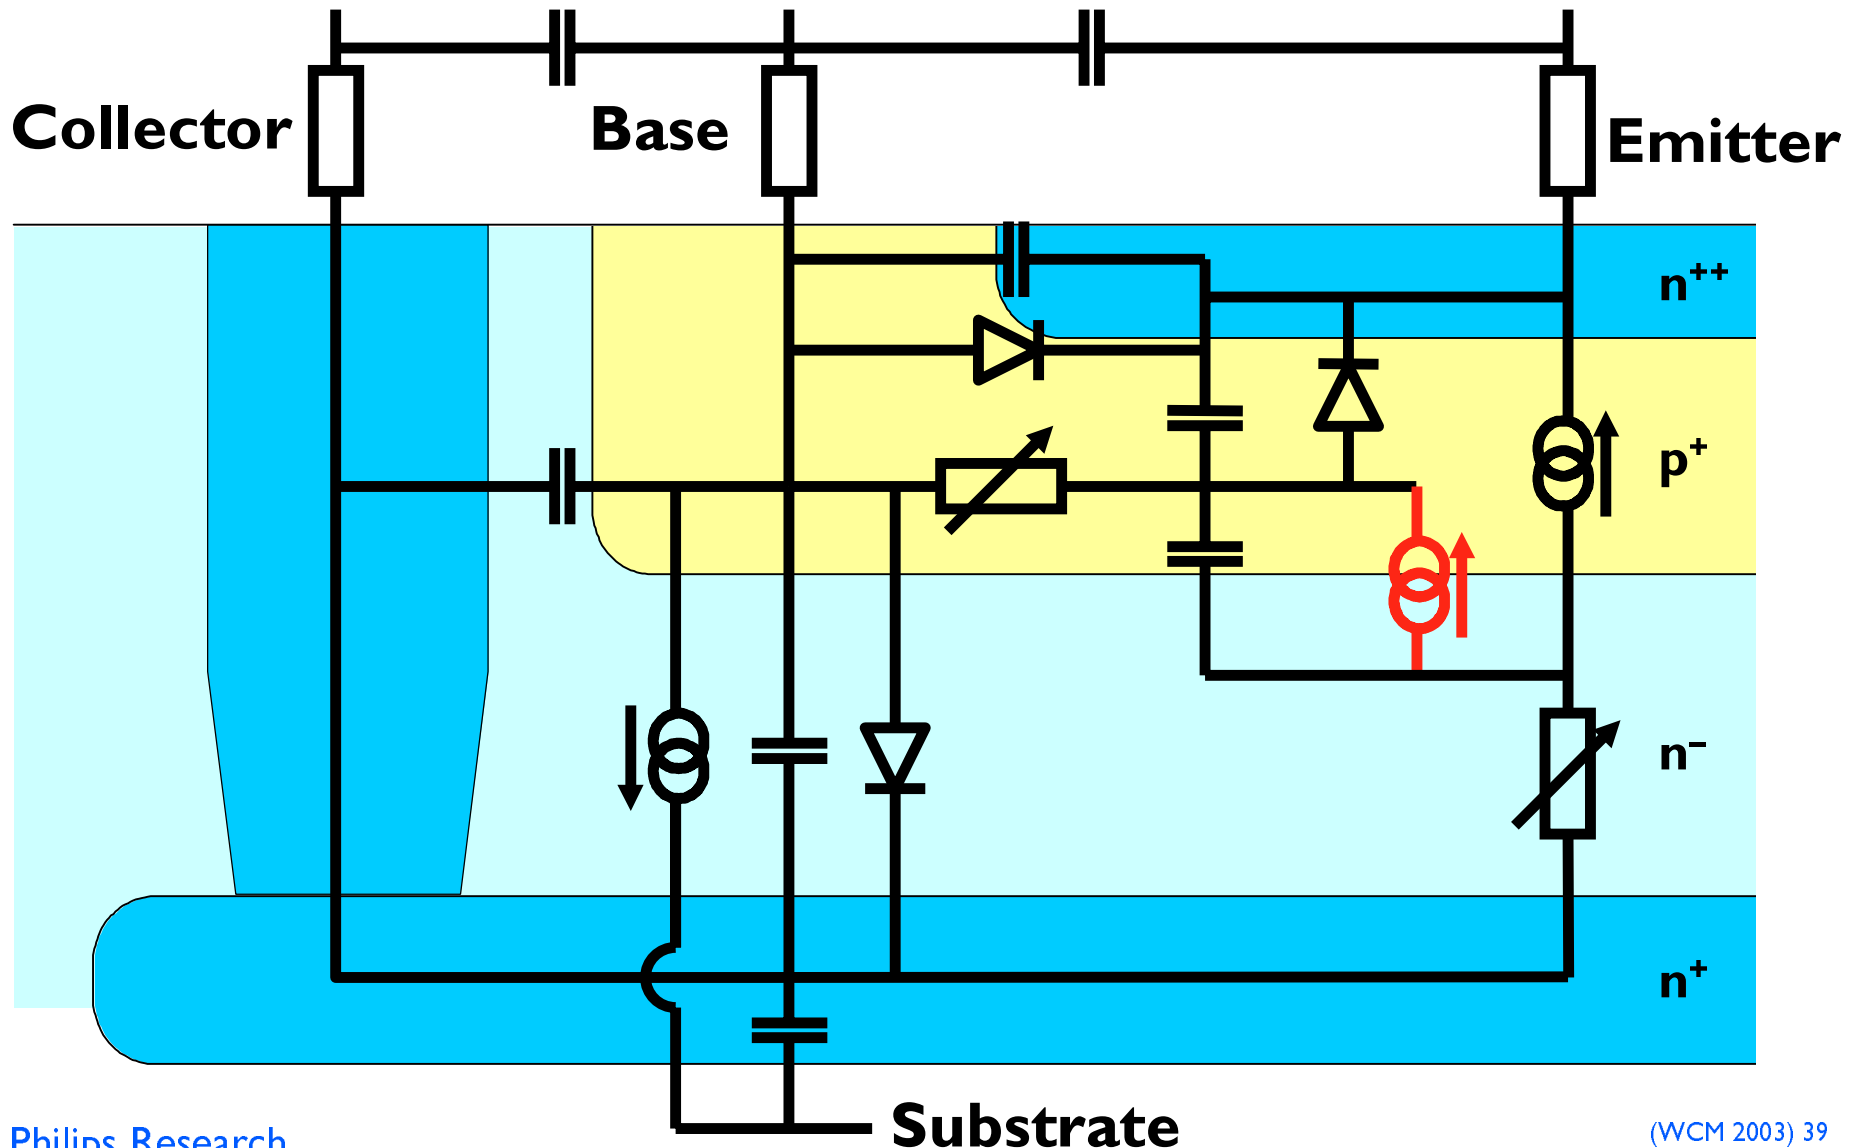 Collector
Base
Emitter
n++
p+
n−
n+
Substrate
Philips Research
(WCM 2003) 39